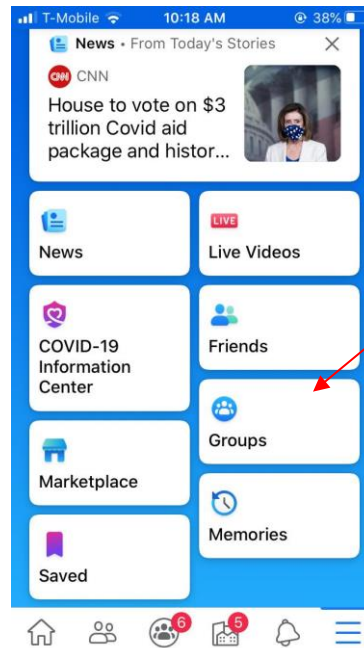 T-Mobile 10:18 AM 38%
News • From Today's Stories
CNN CNN
House to vote on $3
trillion Covid aid
package and histor...
News
LIVE
Live Videos
COVID-19
Information
Center
Friends
Groups
Marketplace
Memories
Saved
6
5